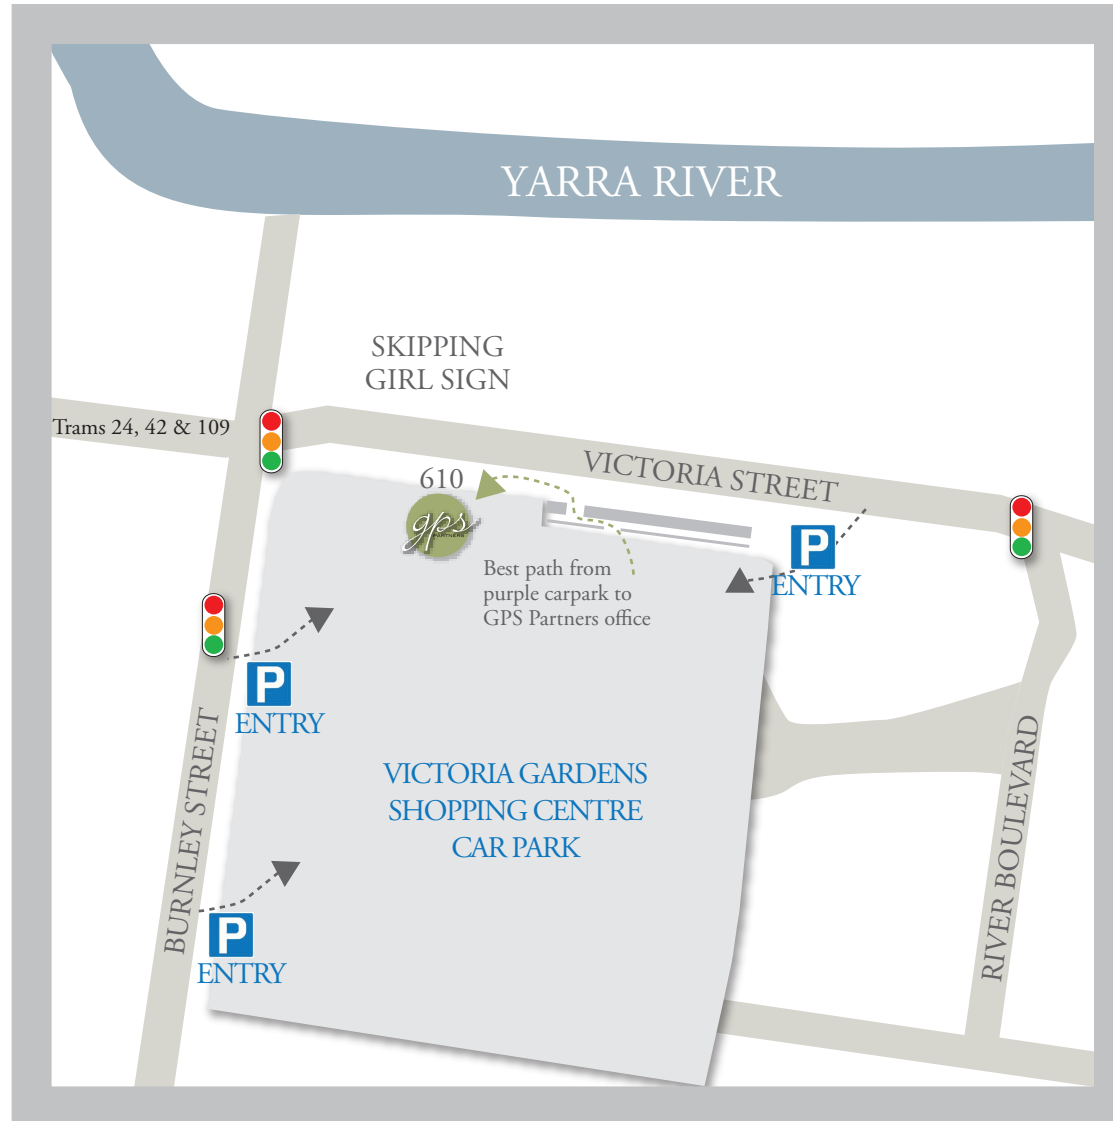 YARRA RIVER
SKIPPING
GIRL SIGN
Trams 24, 42 & 109
VICTORIA STREET
610
gps
PARTNERS
P
ENTRY
Best path from
purple carpark to
GPS Partners office
P
ENTRY
BURNLEY STREET
VICTORIA GARDENS
SHOPPING CENTRE
CAR PARK
RIVER BOULEVARD
P
ENTRY